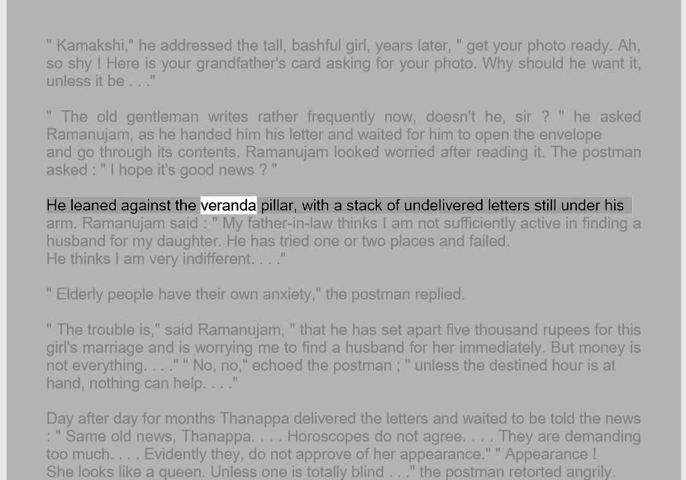 " Kamakshi," he addressed the tall, bashful girl, years later, " get your photo ready. Ah,
so shy ! Here is your grandfather's card asking for your photo. Why should he want it,
unless it be . . ."
" The old gentleman writes rather frequently now, doesn't he, sir ? " he asked
Ramanujam, as he handed him his letter and waited for him to open the envelope
and go through its contents. Ramanujam looked worried after reading it. The postman
asked : " I hope it's good news ? "
He leaned against the veranda pillar, with a stack of undelivered letters still under his
arm. Ramanujam said : " My father-in-law thinks I am not sufficiently active in finding a
husband for my daughter. He has tried one or two places and failed.
He thinks I am very indifferent. . . ."
" Elderly people have their own anxiety," the postman replied.
" The trouble is," said Ramanujam, " that he has set apart five thousand rupees for this
girl's marriage and is worrying me to find a husband for her immediately. But money is
not everything. . . ." " No, no," echoed the postman ; " unless the destined hour is at
hand, nothing can help. . . ."
Day after day for months Thanappa delivered the letters and waited to be told the news
: " Same old news, Thanappa. . . . Horoscopes do not agree. . . . They are demanding
too much. . . . Evidently they, do not approve of her appearance." " Appearance !
She looks like a queen. Unless one is totally blind . . ." the postman retorted angrily.